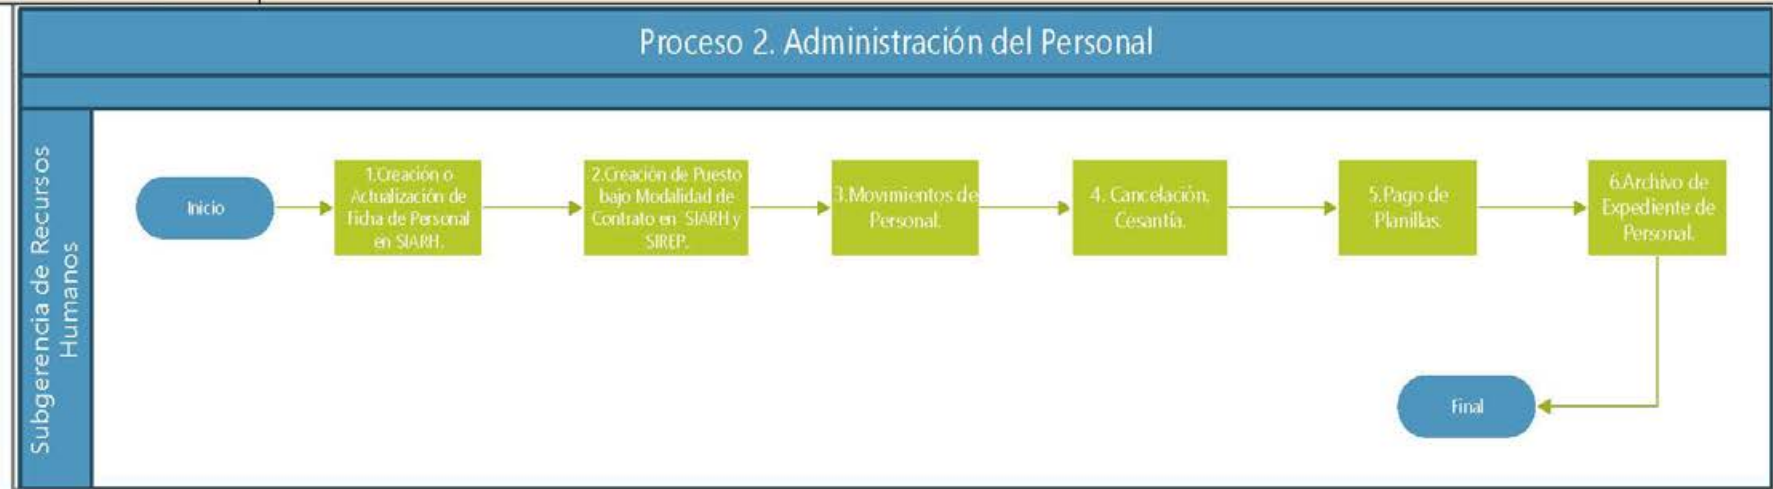 Proceso 2. Administración del Personal
Subgerencia de Recursos
Humanos
Inicio
1.Creación o
Actualización de
Ficha de Personal
en SIARH.
2.Creación de Puesto
bajo Modalidad de
Contrato en SIARH y
SIREP.
3.Movimientos de
Personal.
4. Cancelación,
Cesantía.
5.Pago de
Planillas.
6.Archivo de
Expediente de
Personal.
Final